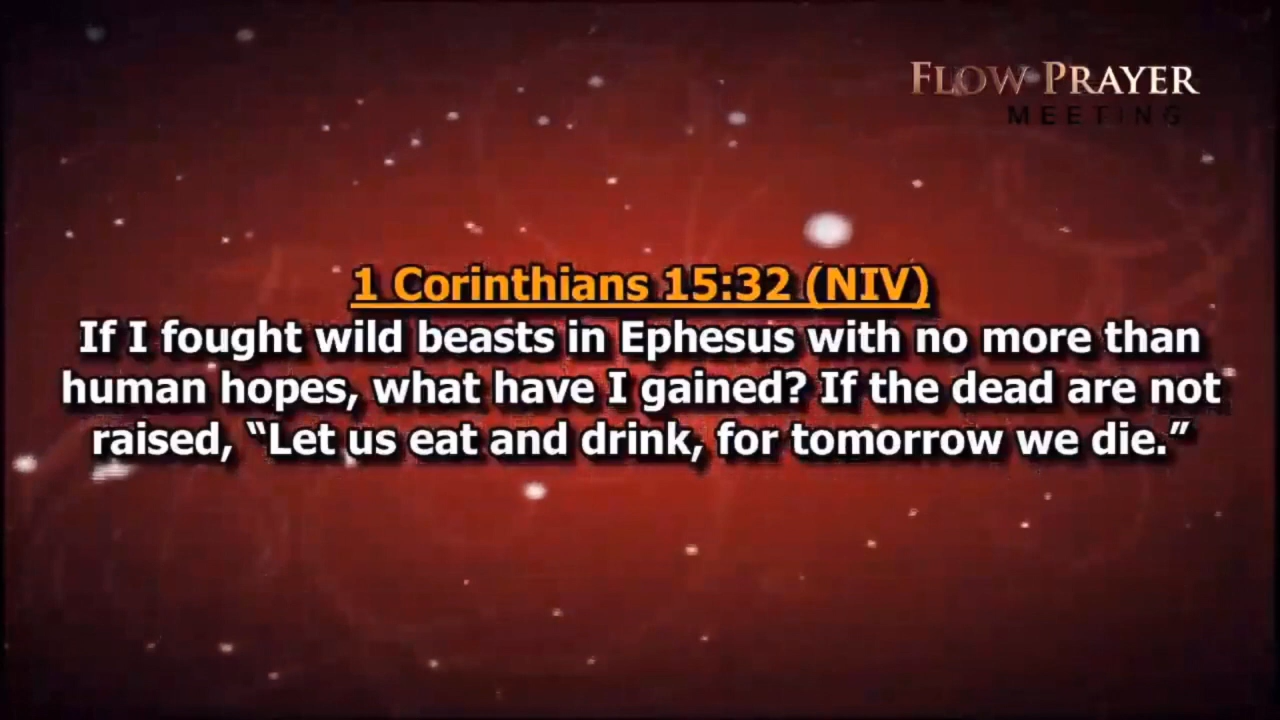 FLOW PRAYER
MEETING
1 Corinthians 15:32 (NIV)
If I fought wild beasts in Ephesus with no more than
human hopes, what have I gained? If the dead are not
raised, “Let us eat and drink, for tomorrow we die.”